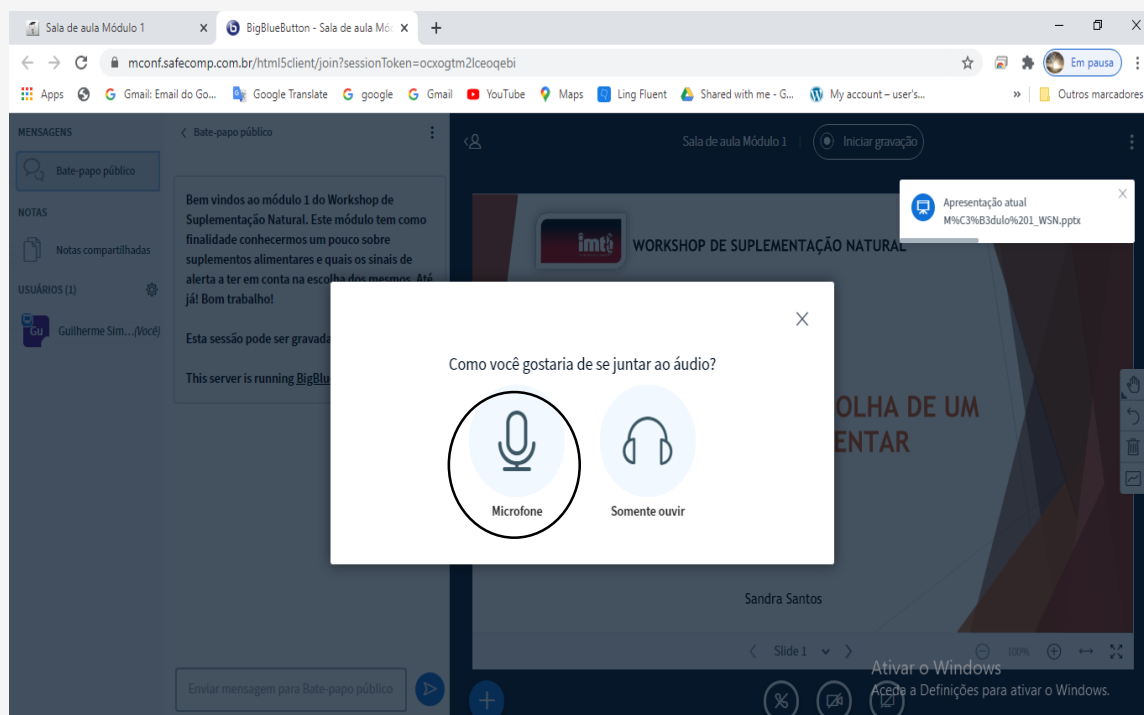 Sala de aula Módulo 1
BigBlueButton - Sala de aula Mó
mconf.safecomp.com.br/html5client/join?sessionToken=ocxogtm2lceoqebi
Em pausa
Apps
Gmail: Email do Go...
Google Translate
google
Gmail
YouTube
Maps
Ling Fluent
Shared with me - G...
My account – user's...
»
Outros marcadores
MENSAGENS
Bate-papo público
NOTAS
Notas compartilhadas
USUÁRIOS (1)
Gu
Guilherme Sim...(Você)
Bate-papo público
Bem vindos ao módulo 1 do Workshop de
Suplementação Natural. Este módulo tem como
finalidade conhecermos um pouco sobre
suplementos alimentares e quais os sinais de
alerta a ter em conta na escolha dos mesmos. Até
já! Bom trabalho!
Esta sessão pode ser gravada
This server is running BigBlu
Enviar mensagem para Bate-papo público
Sala de aula Módulo 1
Iniciar gravação
Apresentação atual
M%C3%B3dulo%201_WSN.pptx
imt
WORKSHOP DE SUPLEMENTAÇÃO NATURAL
OLHA DE UM
ENTAR
Como você gostaria de se juntar ao áudio?
Microfone
Somente ouvir
Sandra Santos
Slide 1
100%
Ativar o Windows
Aceda a Definições para ativar o Windows.